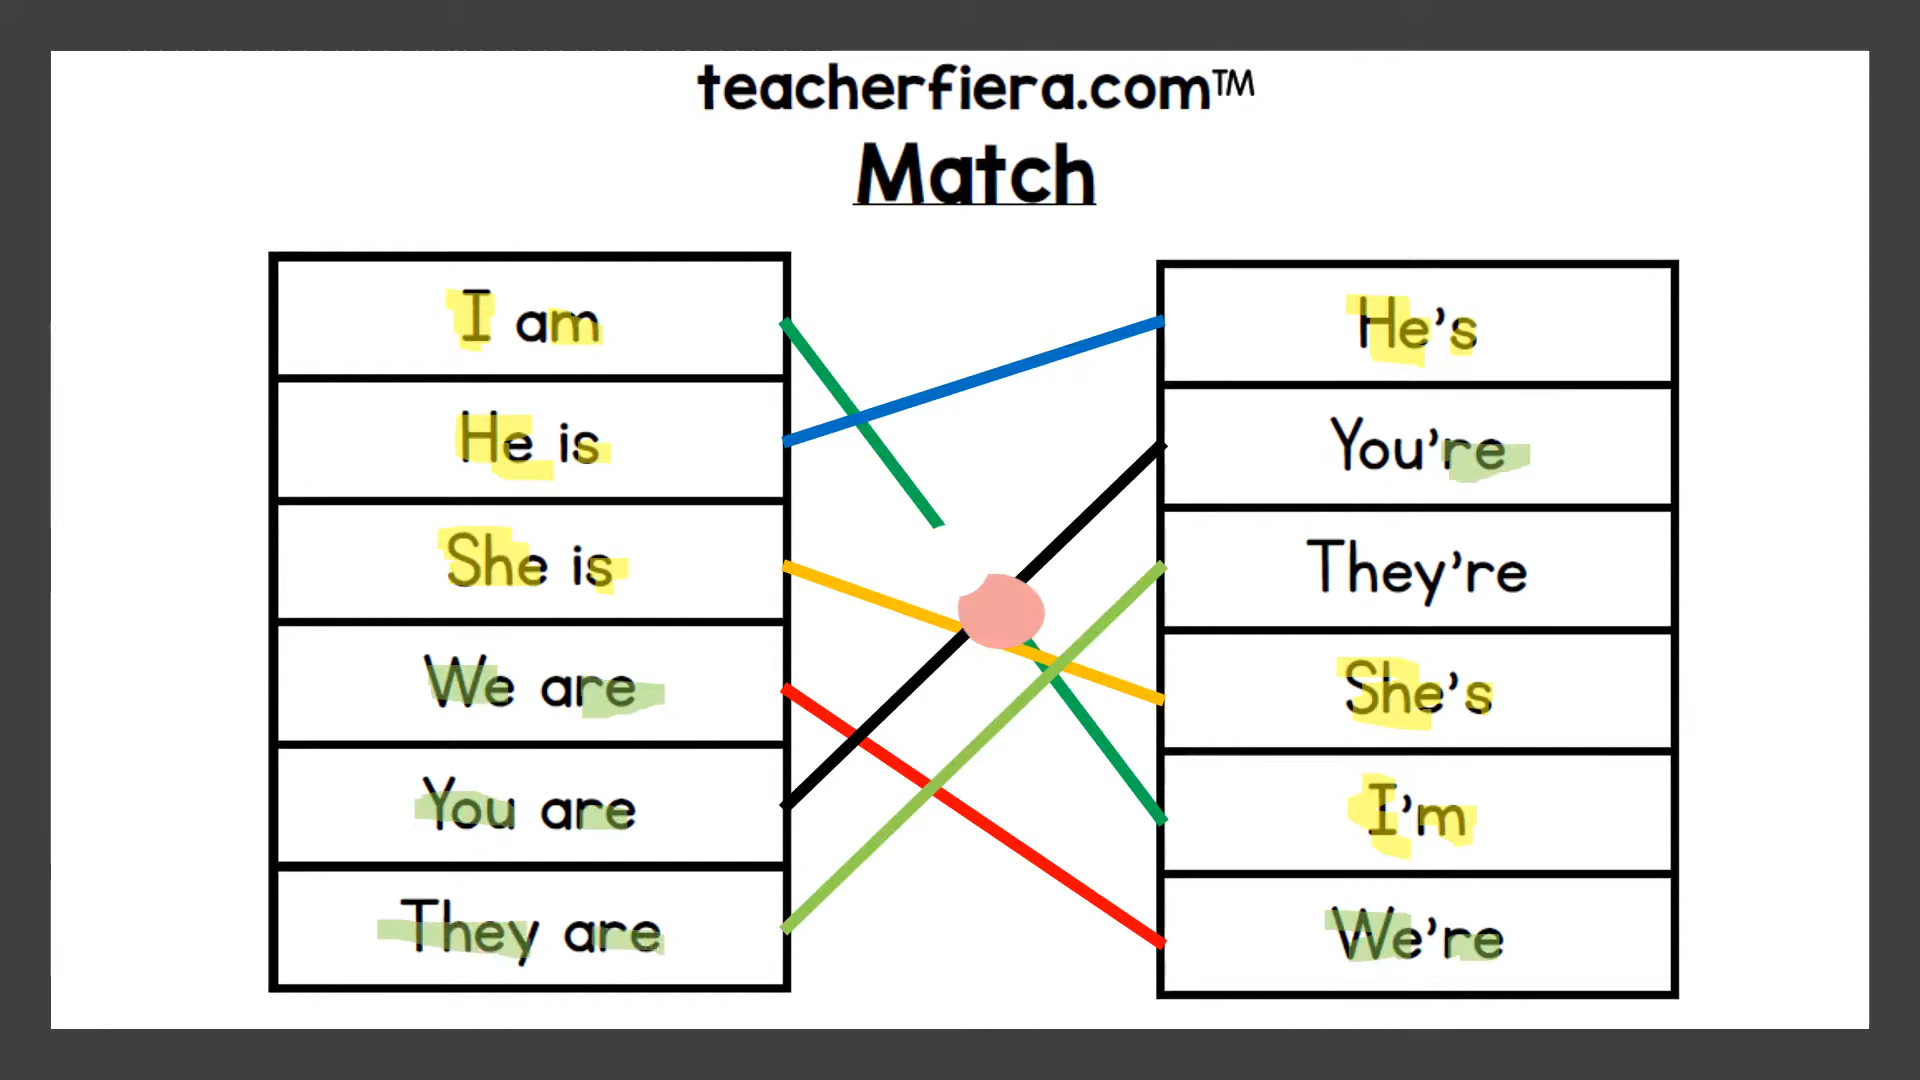 teacherfiera.com™
Match
I am
He is
She is
We are
You are
They are
He's
You're
They're
She's
I'm
We're